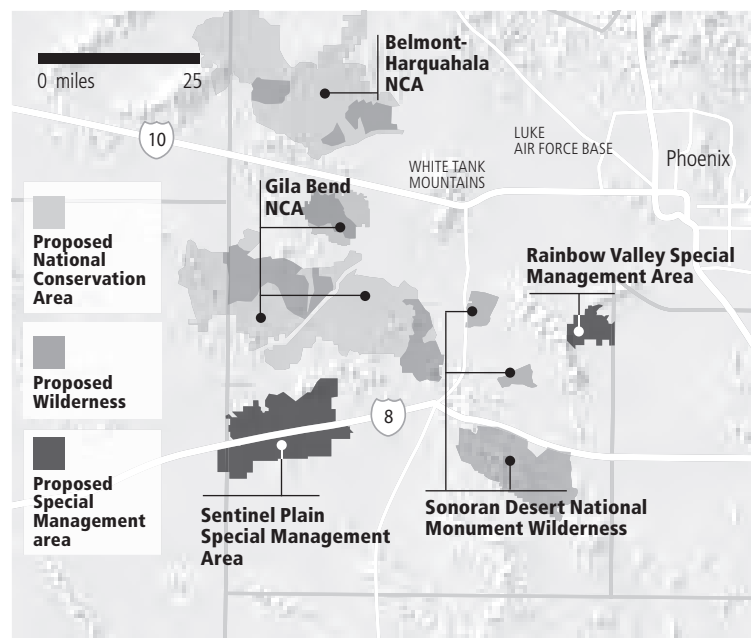 Belmont-
Harquahala
NCA
0 miles 25
10
LUKE
AIR FORCE BASE
Phoenix
WHITE TANK
MOUNTAINS
Gila Bend
NCA
Proposed
National
Conservation
Area
Rainbow Valley Special
Management Area
Proposed
Wilderness
8
Proposed
Special
Management
area
Sentinel Plain
Special Management
Area
Sonoran Desert National
Monument Wilderness